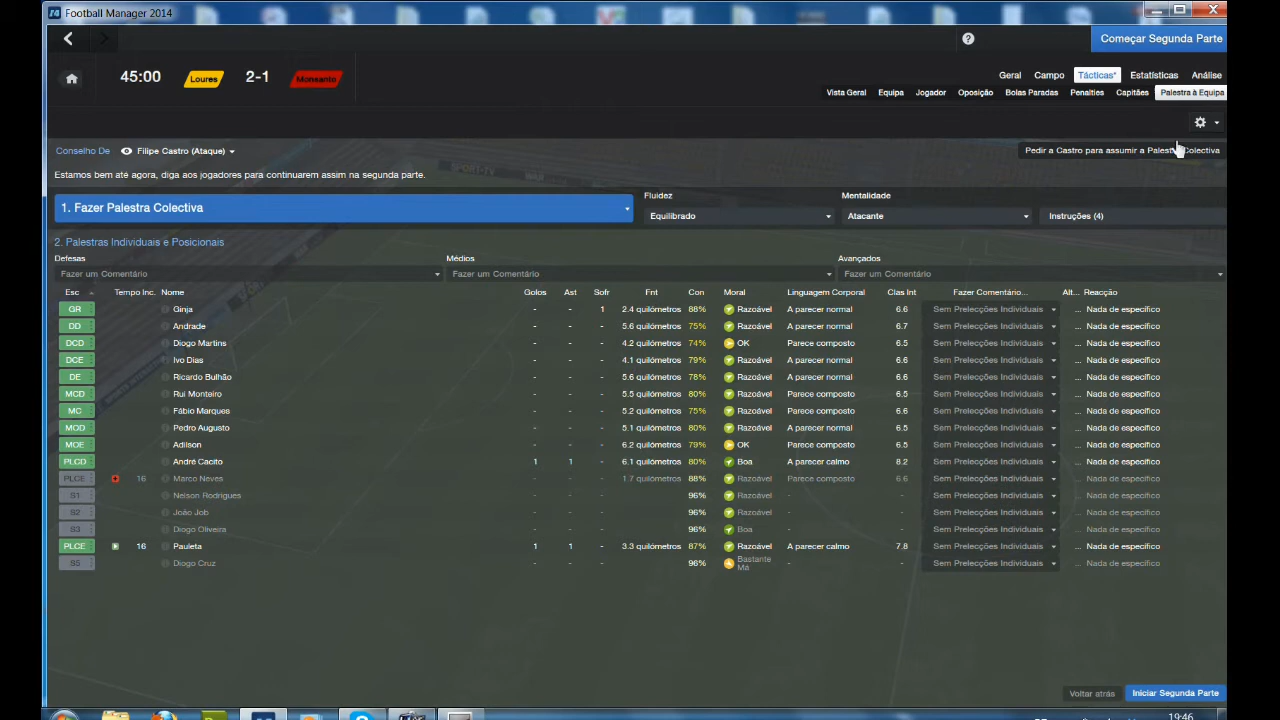 Football Manager 2014
Começar Segunda Parte
45:00 Loures 2-1 Monsanto
Geral Campo Tácticas* Estatísticas Análise
Vista Geral Equipa Jogador Oposição Bolas Paradas Penalties Capitães Palestra à Equipa
Conselho De Filipe Castro (Ataque) Pedir a Castro para assumir a Palestra Colectiva
Estamos bem até agora, diga aos jogadores para continuarem assim na segunda parte.
Fluidez Mentalidade
1. Fazer Palestra Colectiva Equilibrado Atacante Instruções (4)
2. Palestras Individuais e Posicionais
Defesas Médios Avançados
Fazer um Comentário Fazer um Comentário Fazer um Comentário
Esc Tempo Inc. Nome Golos Ast Sofr Fnt Con Moral Linguagem Corporal Clas Int Fazer Comentário... Alt... Reacção
GR Ginja - - 1 2.4 quilómetros 88% Razoável A parecer normal 6.6 Sem Prelecções Individuais ... Nada de específico
DD Andrade - - - 5.6 quilómetros 75% Razoável A parecer normal 6.7 Sem Prelecções Individuais ... Nada de específico
DCD Diogo Martins - - - 4.2 quilómetros 74% OK Parece composto 6.5 Sem Prelecções Individuais ... Nada de específico
DCE Ivo Dias - - - 4.1 quilómetros 79% Razoável A parecer normal 6.6 Sem Prelecções Individuais ... Nada de específico
DE Ricardo Bulhão - - - 5.6 quilómetros 78% Razoável A parecer normal 6.6 Sem Prelecções Individuais ... Nada de específico
MCD Rui Monteiro - - - 5.5 quilómetros 80% Razoável Parece composto 6.5 Sem Prelecções Individuais ... Nada de específico
MC Fábio Marques - - - 5.2 quilómetros 75% Razoável Parece composto 6.6 Sem Prelecções Individuais ... Nada de específico
MOD Pedro Augusto - - - 5.1 quilómetros 80% Razoável A parecer normal 6.5 Sem Prelecções Individuais ... Nada de específico
MOE Adilson - - - 6.2 quilómetros 79% OK Parece composto 6.5 Sem Prelecções Individuais ... Nada de específico
PLCD André Cacito 1 1 - 6.1 quilómetros 80% Boa A parecer calmo 8.2 Sem Prelecções Individuais ... Nada de específico
PLCE 16 Marco Neves - - - 1.7 quilómetros 88% Razoável Parece composto 6.6 Sem Prelecções Individuais ... Nada de específico
S1 Nelson Rodrigues - - - 96% Razoável - - Sem Prelecções Individuais ... Nada de específico
S2 João Job - - - 96% Razoável - - Sem Prelecções Individuais ... Nada de específico
S3 Diogo Oliveira - - - 96% Boa - - Sem Prelecções Individuais ... Nada de específico
PLCE 16 Pauleta 1 1 - 3.3 quilómetros 87% Razoável A parecer calmo 7.8 Sem Prelecções Individuais ... Nada de específico
S5 Diogo Cruz - - - 96% Bastante Má - - Sem Prelecções Individuais ... Nada de específico
Voltar atrás Iniciar Segunda Parte
19:46